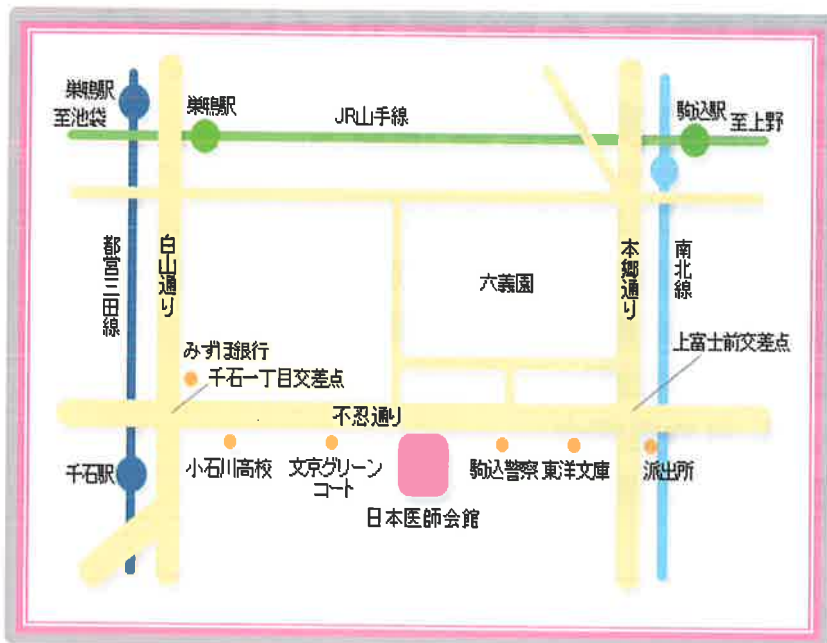 巣鴨駅
至池袋
巣鴨駅
JR山手線
駒込駅
至上野
都営三田線
白山通り
六義園
本郷通り
南北線
上富士前交差点
みずほ銀行
千石一丁目交差点
不忍通り
千石駅
小石川高校
文京グリーン
コート
駒込警察
東洋文庫
派出所
日本医師会館